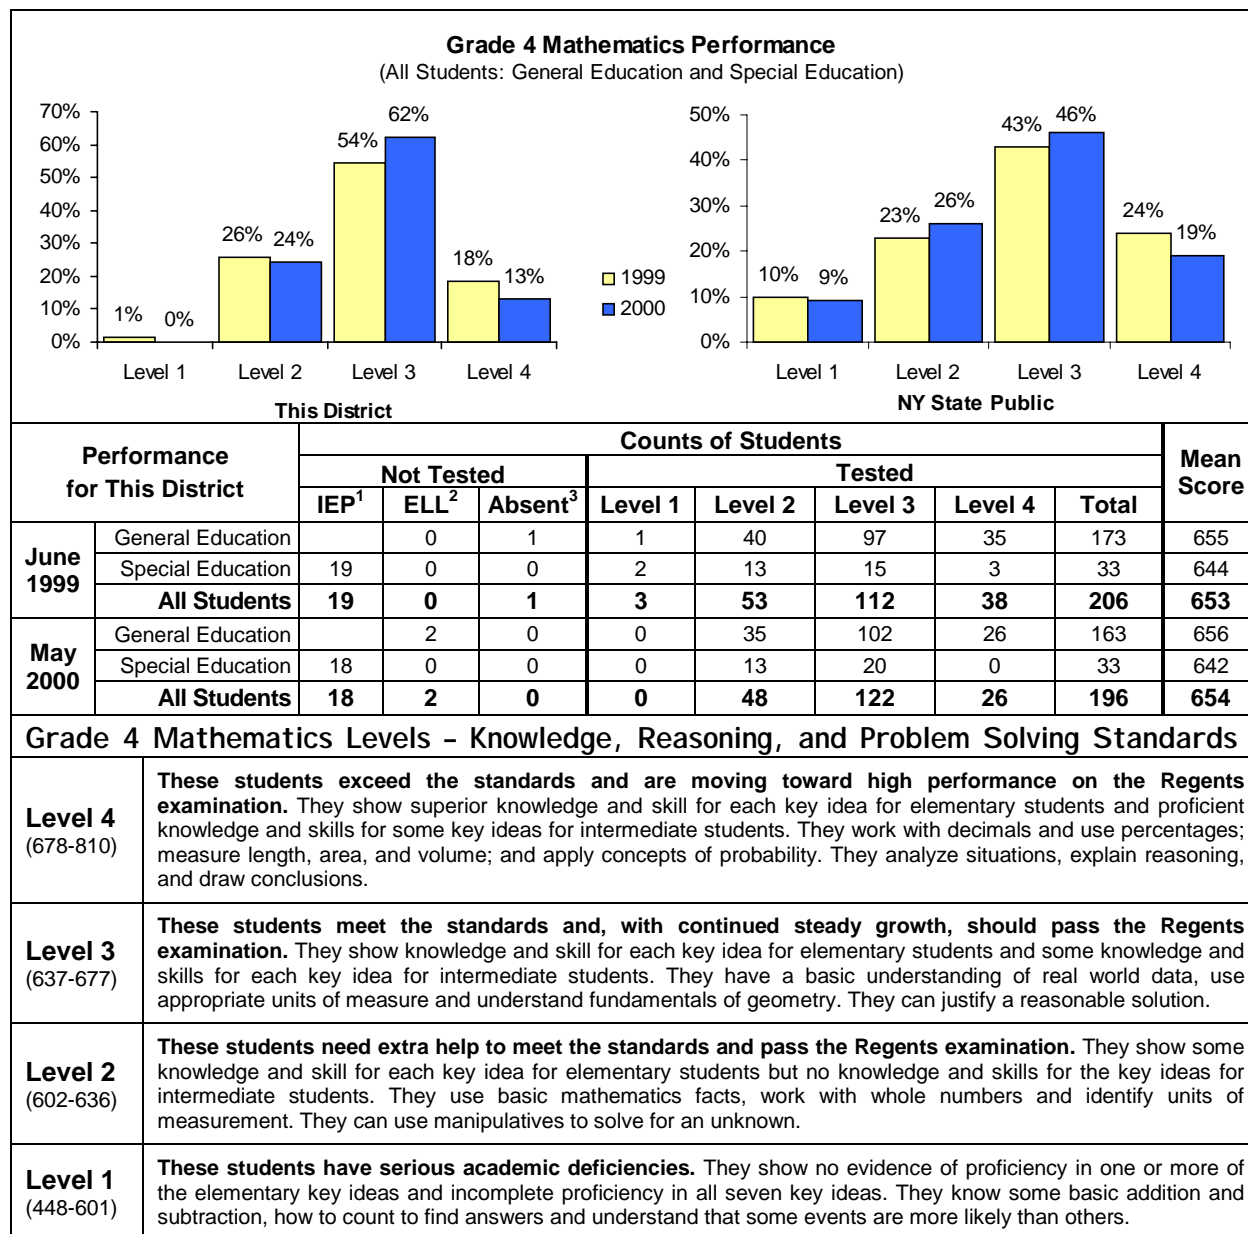 Grade 4 Mathematics Performance
(All Students: General Education and Special Education)
70%
60%
50%
40%
30%
20%
10%
0%
1% 0%
26% 24%
54% 62%
18% 13%
Level 1 Level 2 Level 3 Level 4
This District
1999
2000
50%
40%
30%
20%
10%
0%
10% 9%
23% 26%
43% 46%
24% 19%
Level 1 Level 2 Level 3 Level 4
NY State Public
Performance for This District
Counts of Students
Mean Score
Not Tested Tested
IEP1 ELL2 Absent3 Level 1 Level 2 Level 3 Level 4 Total
June 1999
General Education 0 1 1 40 97 35 173 655
Special Education 19 0 0 2 13 15 3 33 644
All Students 19 0 1 3 53 112 38 206 653
May 2000
General Education 2 0 0 35 102 26 163 656
Special Education 18 0 0 0 13 20 0 33 642
All Students 18 2 0 0 48 122 26 196 654
Grade 4 Mathematics Levels – Knowledge, Reasoning, and Problem Solving Standards
Level 4
(678-810)
These students exceed the standards and are moving toward high performance on the Regents
examination. They show superior knowledge and skill for each key idea for elementary students and proficient
knowledge and skills for some key ideas for intermediate students. They work with decimals and use percentages;
measure length, area, and volume; and apply concepts of probability. They analyze situations, explain reasoning,
and draw conclusions.
Level 3
(637-677)
These students meet the standards and, with continued steady growth, should pass the Regents
examination. They show knowledge and skill for each key idea for elementary students and some knowledge and
skills for each key idea for intermediate students. They have a basic understanding of real world data, use
appropriate units of measure and understand fundamentals of geometry. They can justify a reasonable solution.
Level 2
(602-636)
These students need extra help to meet the standards and pass the Regents examination. They show some
knowledge and skill for each key idea for elementary students but no knowledge and skills for the key ideas for
intermediate students. They use basic mathematics facts, work with whole numbers and identify units of
measurement. They can use manipulatives to solve for an unknown.
Level 1
(448-601)
These students have serious academic deficiencies. They show no evidence of proficiency in one or more of
the elementary key ideas and incomplete proficiency in all seven key ideas. They know some basic addition and
subtraction, how to count to find answers and understand that some events are more likely than others.